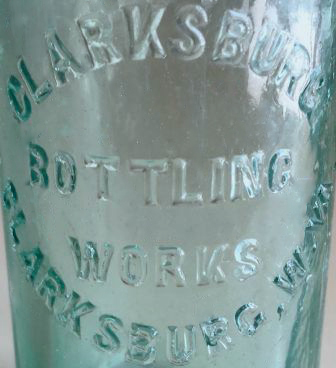 CLARKSBURG
BOTTLING
WORKS
CLARKSBURG, W.VA.